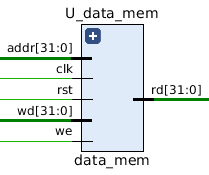 U_data_mem
addr[31:0]
clk
rst
rd[31:0]
wd[31:0]
we
data_mem